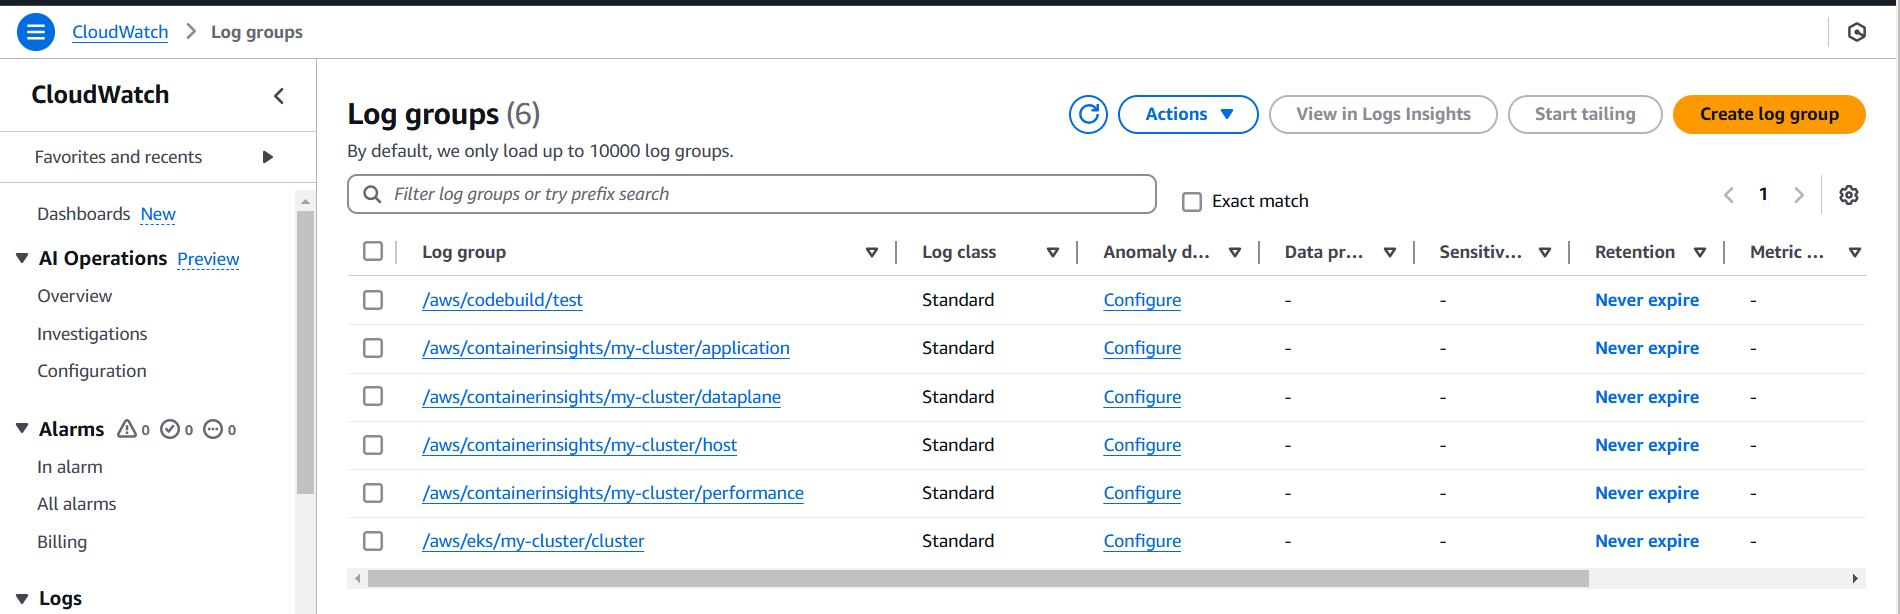 CloudWatch > Log groups
CloudWatch
Favorites and recents
Dashboards New
AI Operations Preview
Overview
Investigations
Configuration
Alarms 0 0 0
In alarm
All alarms
Billing
Logs
Log groups (6)
Actions
View in Logs Insights
Start tailing
Create log group
By default, we only load up to 10000 log groups.
Filter log groups or try prefix search
Exact match
1
Log group Log class Anomaly d... Data pr... Sensitiv... Retention Metric ...
/aws/codebuild/test Standard Configure - - Never expire -
/aws/containerinsights/my-cluster/application Standard Configure - - Never expire -
/aws/containerinsights/my-cluster/dataplane Standard Configure - - Never expire -
/aws/containerinsights/my-cluster/host Standard Configure - - Never expire -
/aws/containerinsights/my-cluster/performance Standard Configure - - Never expire -
/aws/eks/my-cluster/cluster Standard Configure - - Never expire -